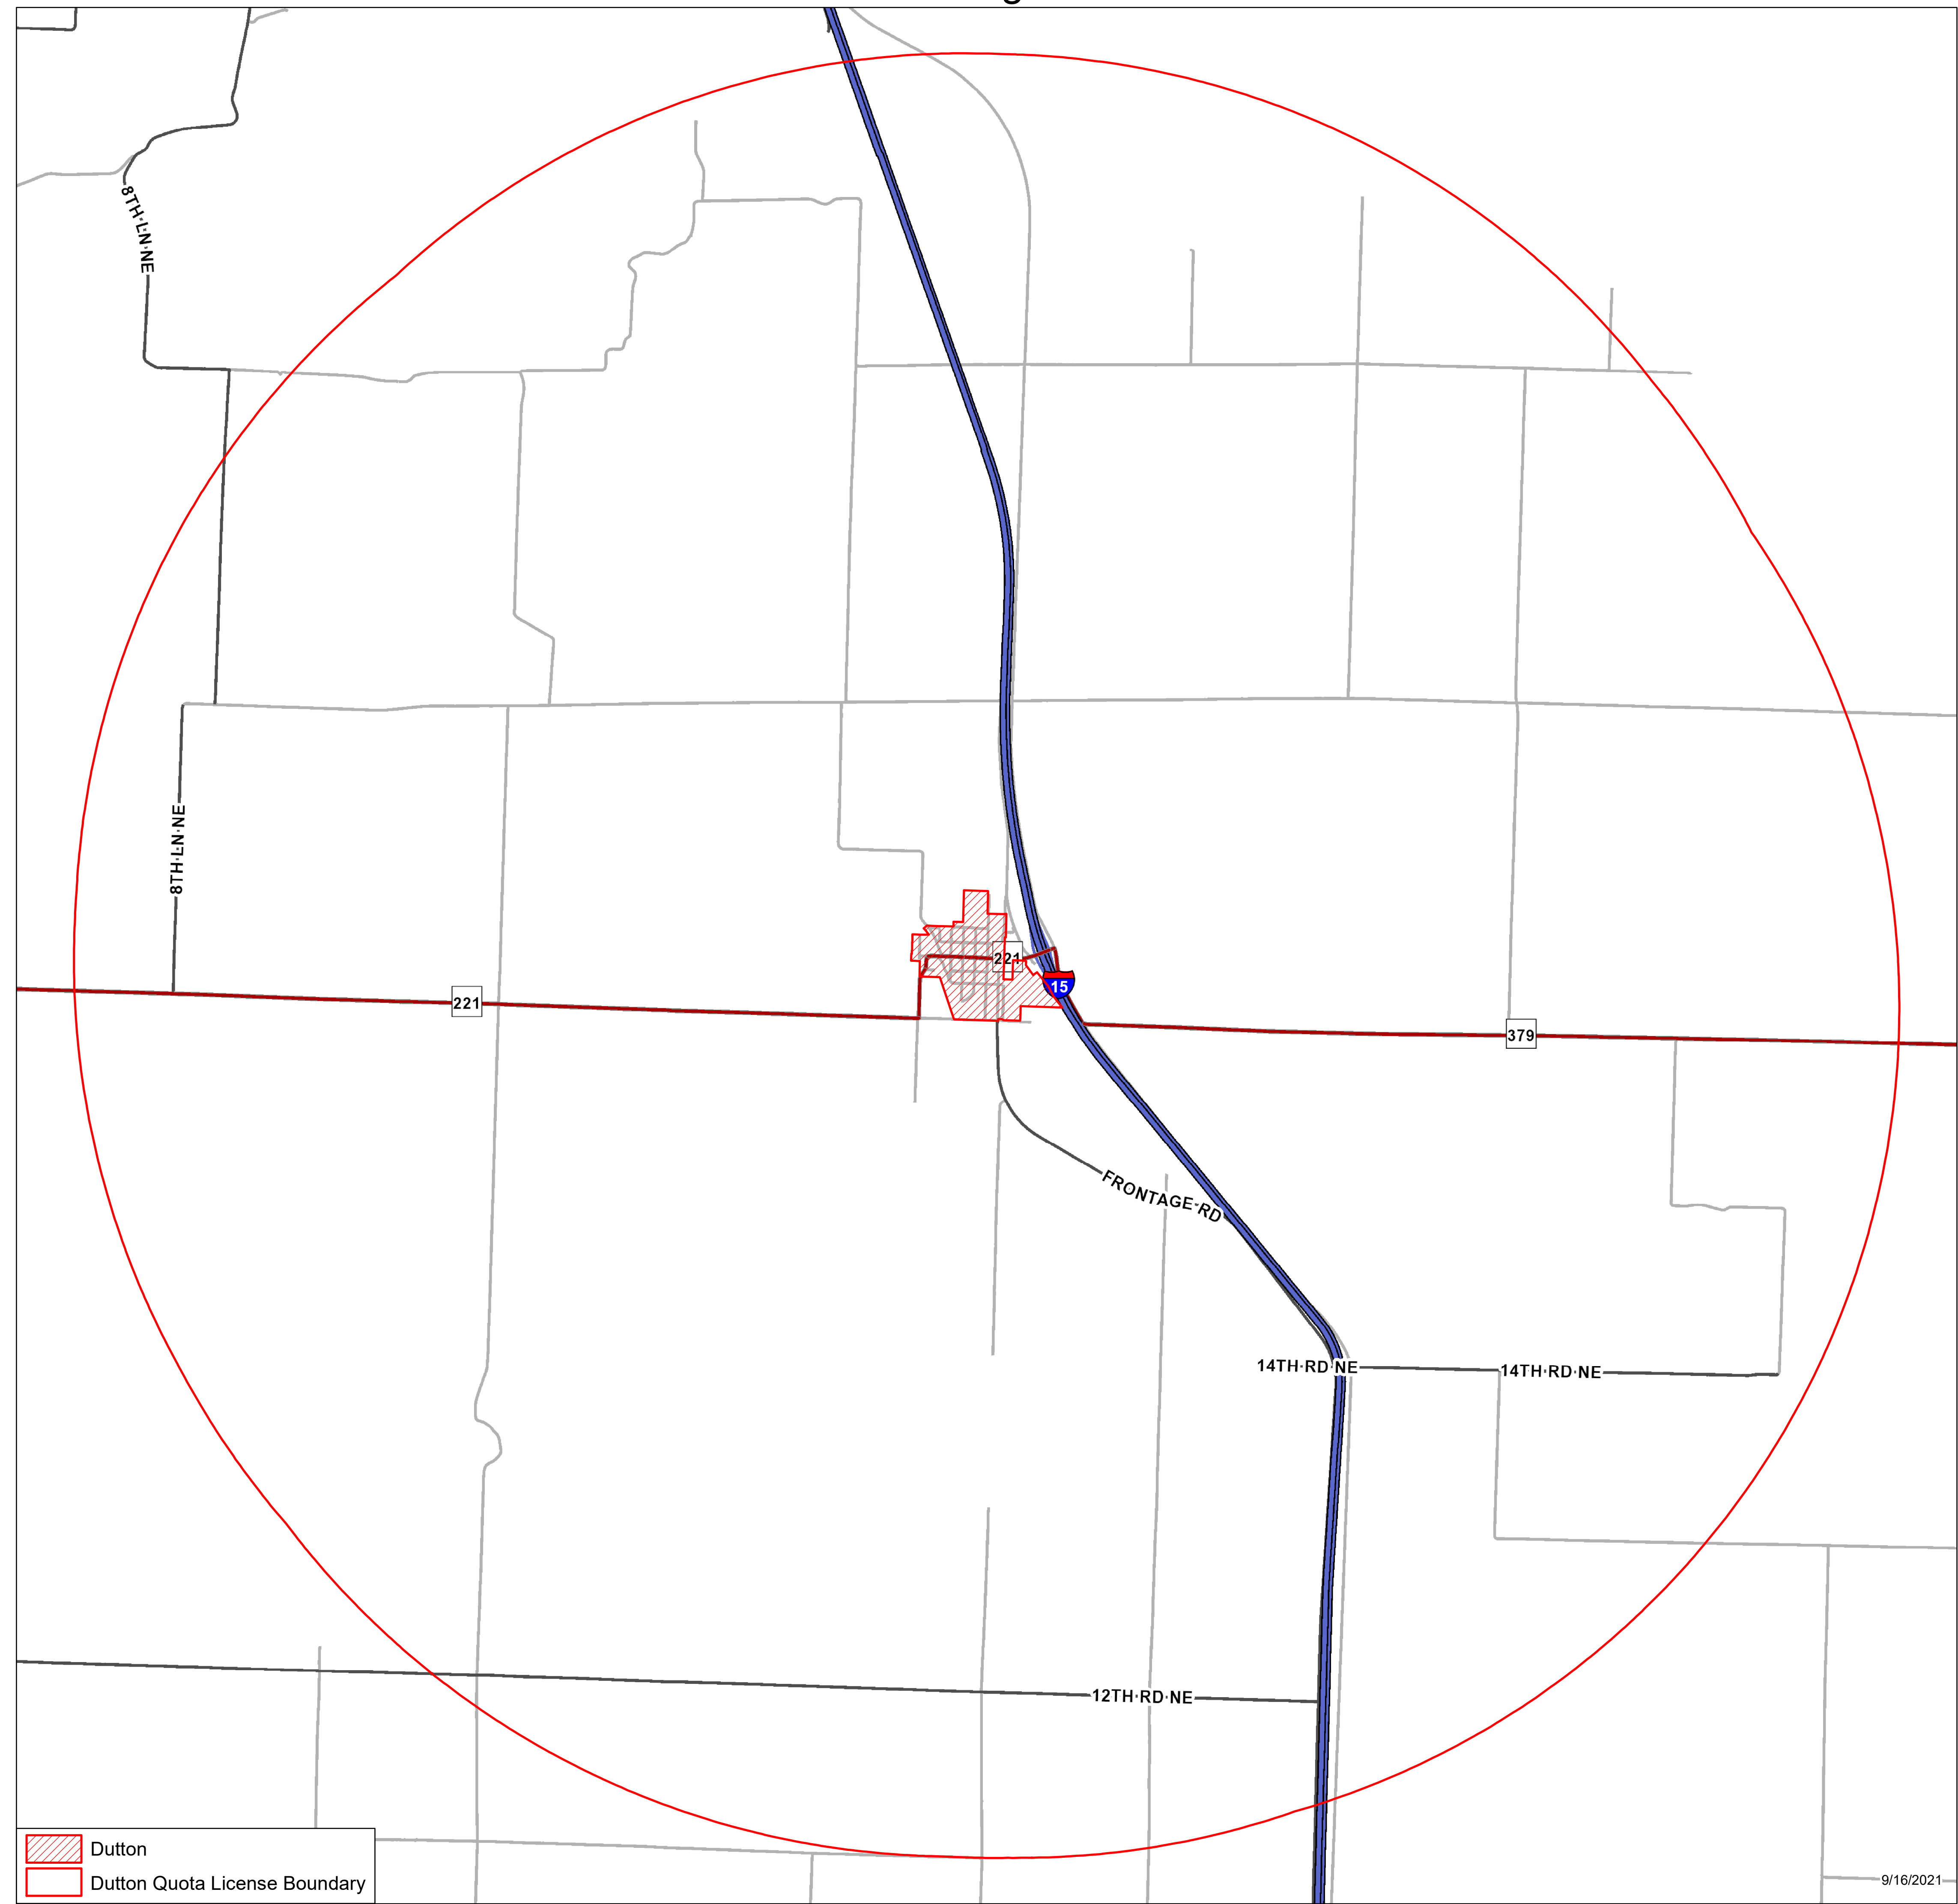 8TH LN NE
8TH LN NE
221
15
221
379
FRONTAGE RD
14TH RD NE
14TH RD NE
12TH RD NE
Dutton
Dutton Quota License Boundary
9/16/2021